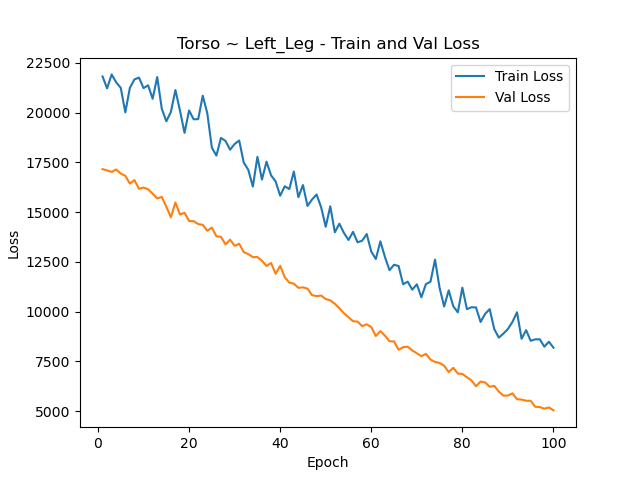 Torso ~ Left_Leg - Train and Val Loss
Train Loss
Val Loss
Loss
22500
20000
17500
15000
12500
10000
7500
5000
0 20 40 60 80 100
Epoch